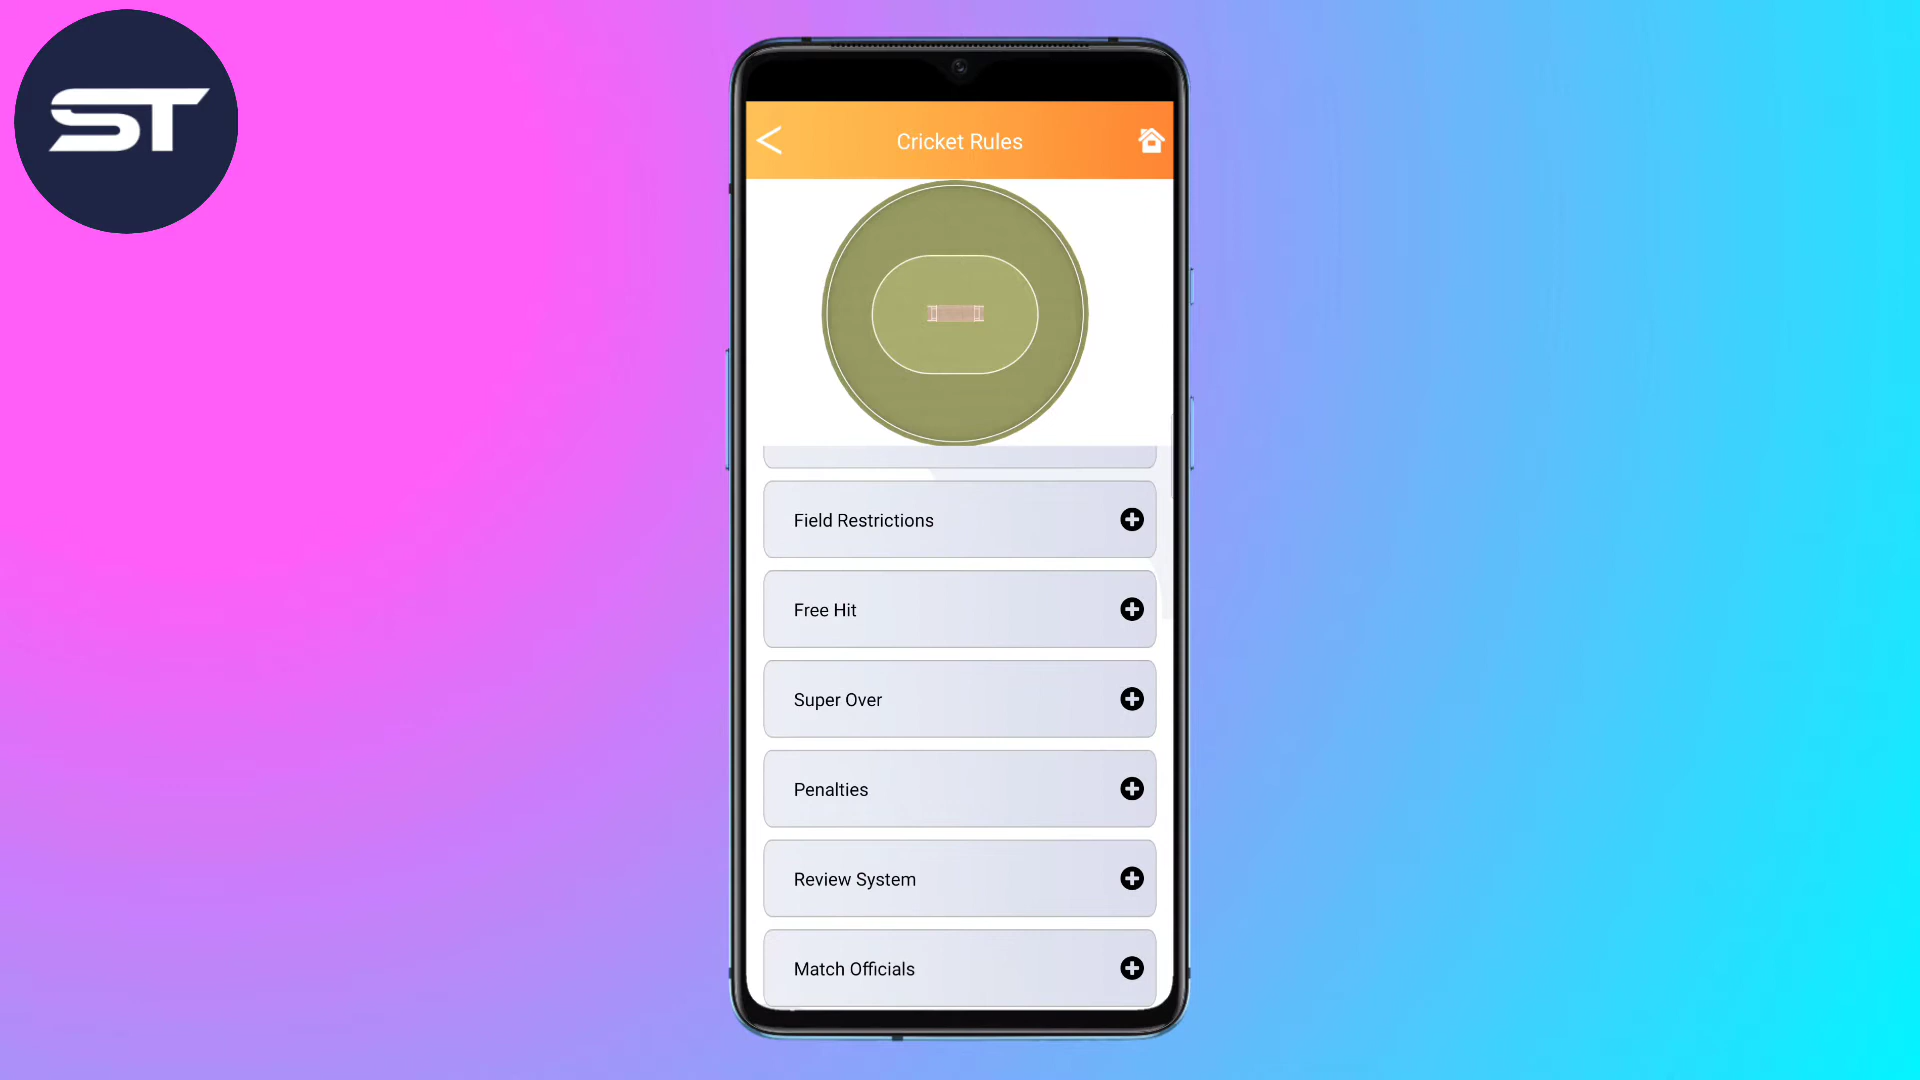 ST
Cricket Rules
Field Restrictions
Free Hit
Super Over
Penalties
Review System
Match Officials